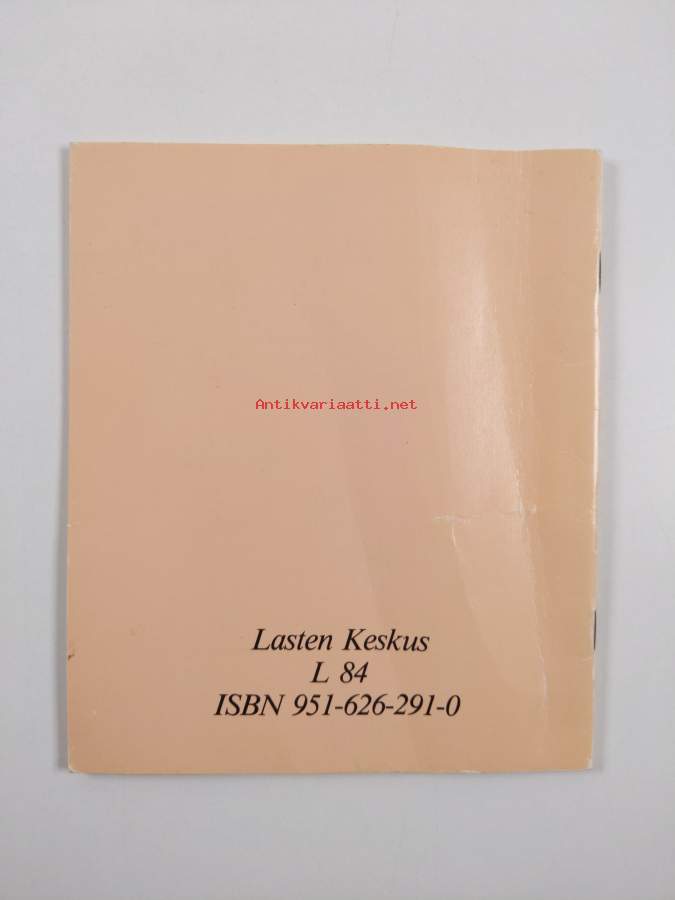 Antikvariaatti.net
Lasten Keskus
L 84
ISBN 951-626-291-0